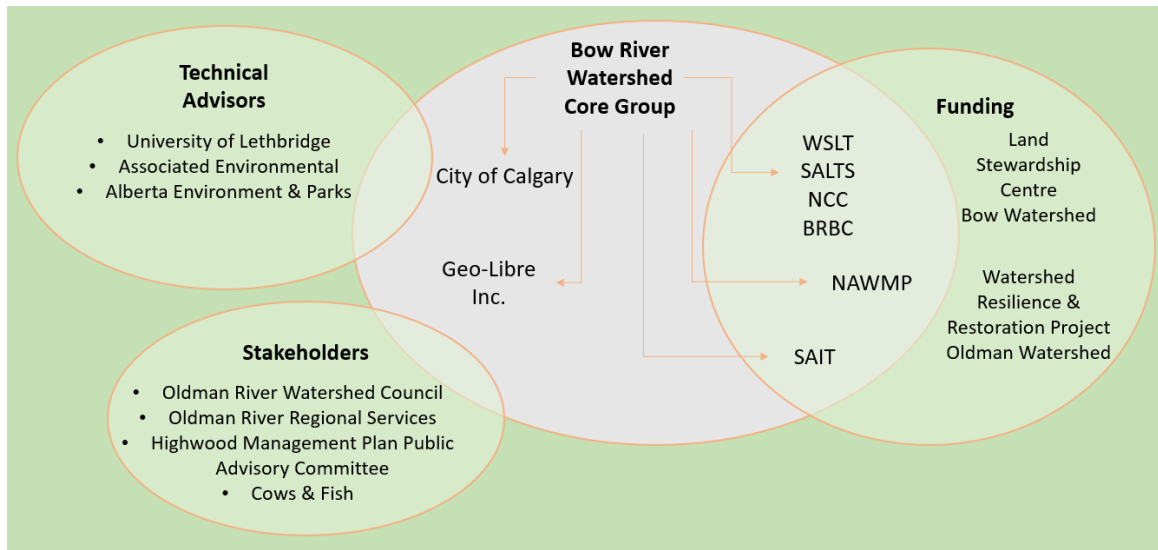 Technical
Advisors
• University of Lethbridge
• Associated Environmental
• Alberta Environment & Parks
Bow River
Watershed
Core Group
City of Calgary
Geo-Libre
Inc.
WSLT
SALTS
NCC
BRBC
NAWMP
SAIT
Funding
Land
Stewardship
Centre
Bow Watershed
Watershed
Resilience &
Restoration Project
Oldman Watershed
Stakeholders
• Oldman River Watershed Council
• Oldman River Regional Services
• Highwood Management Plan Public
Advisory Committee
• Cows & Fish